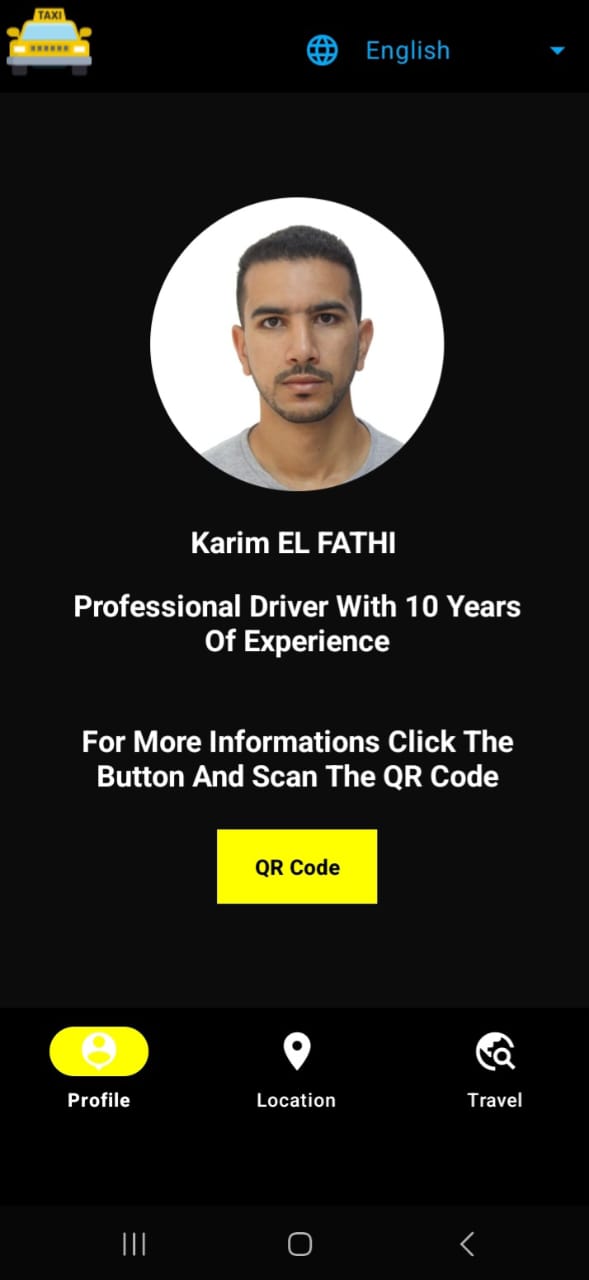 TAXI
English
Karim EL FATHI
Professional Driver With 10 Years
Of Experience
For More Informations Click The
Button And Scan The QR Code
QR Code
Profile
Location
Travel